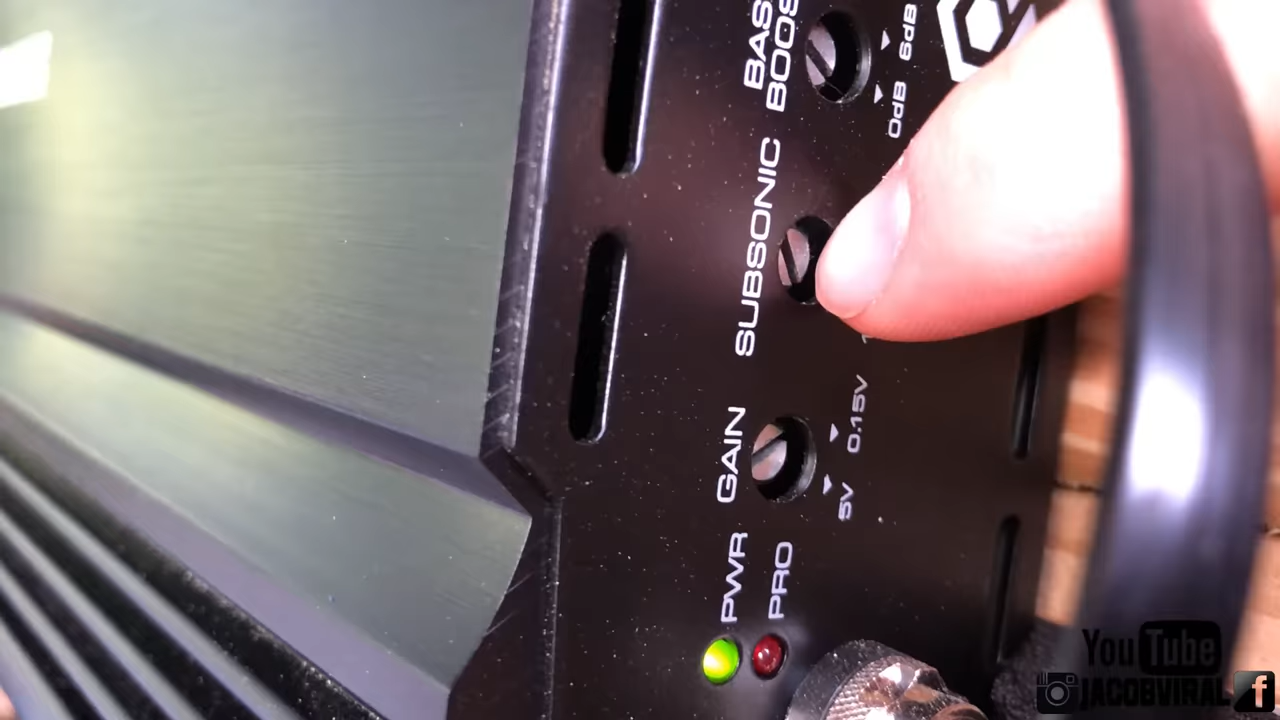 BASS
BOOST
0dB
6dB
SUBSONIC
GAIN
5V
0.15V
PWR
PRO
YouTube
JACOBVIRAL
f